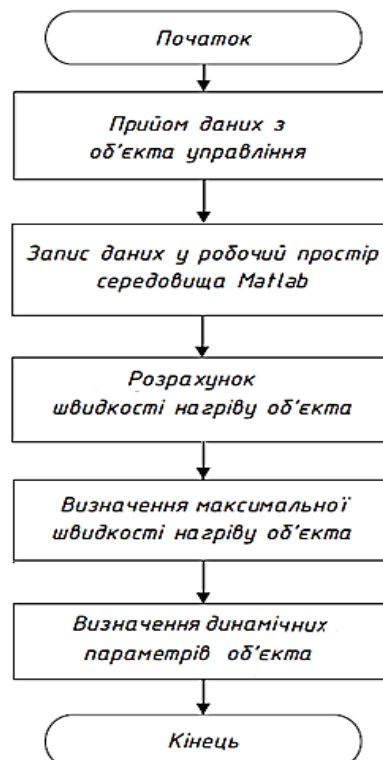 Початок
Прийом даних з
об'єкта управління
Запис даних у робочий простір
середовища Matlab
Розрахунок
швидкості нагріву об'єкта
Визначення максимальної
швидкості нагріву об'єкта
Визначення динамічних
параметрів об'єкта
Кінець